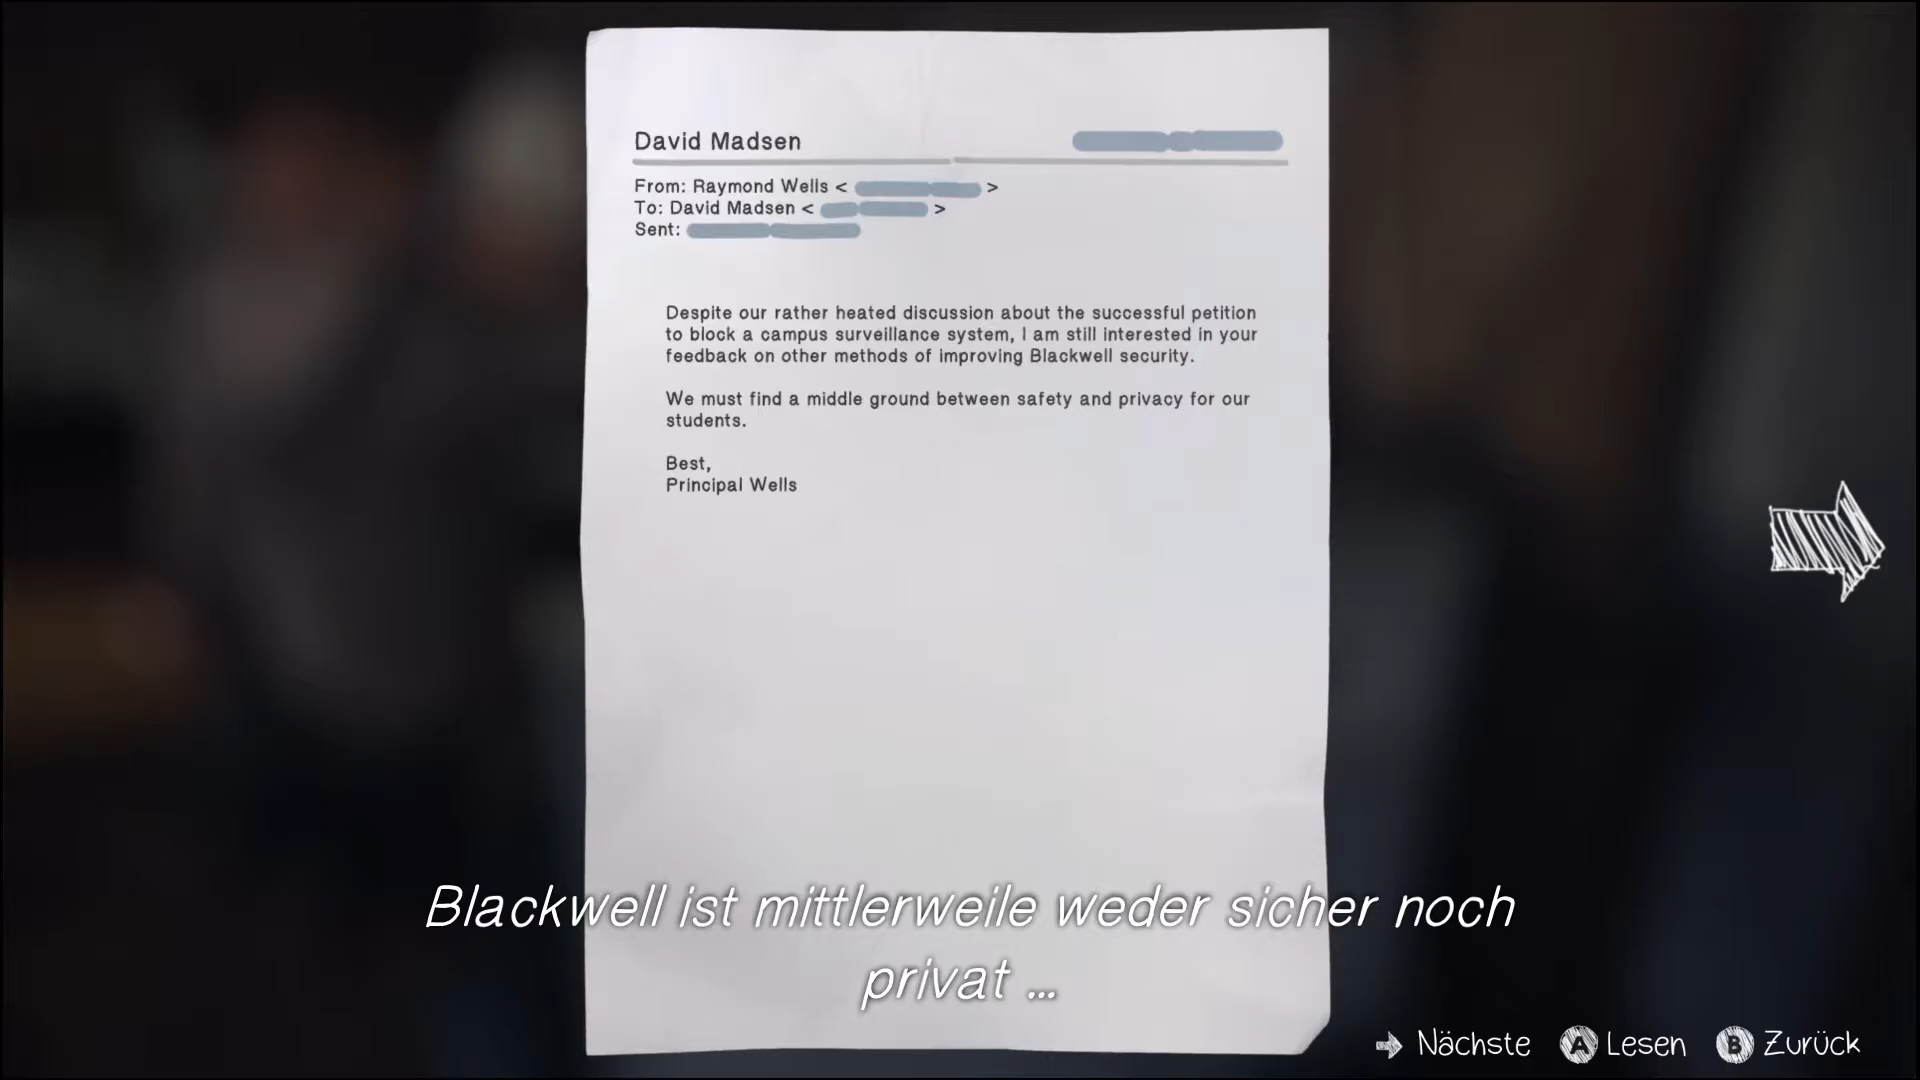 David Madsen
From: Raymond Wells < >
To: David Madsen < >
Sent:
Despite our rather heated discussion about the successful petition
to block a campus surveillance system, I am still interested in your
feedback on other methods of improving Blackwell security.
We must find a middle ground between safety and privacy for our
students.
Best,
Principal Wells
Blackwell ist mittlerweile weder sicher noch
privat ...
Nächste A Lesen B Zurück